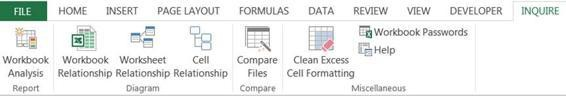 FILE HOME INSERT PAGE LAYOUT FORMULAS DATA REVIEW VIEW DEVELOPER INQUIRE
Workbook Analysis
Report
Workbook Relationship
Worksheet Relationship
Cell Relationship
Diagram
Compare Files
Compare
Clean Excess Cell Formatting
Workbook Passwords
Help
Miscellaneous